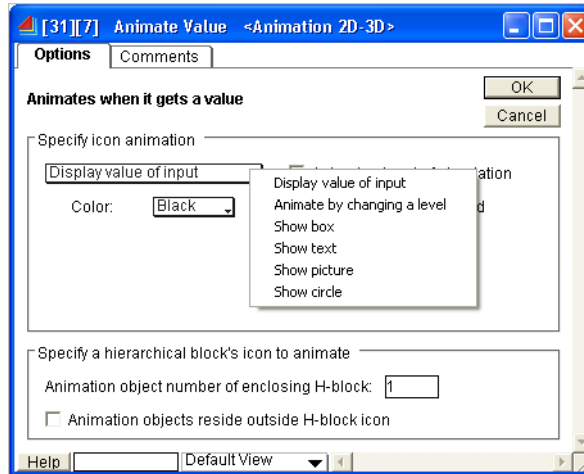 [31][7] Animate Value <Animation 2D-3D>
Options
Comments
OK
Animates when it gets a value
Cancel
Specify icon animation
Display value of input
Display value of input
Animate by changing a level
Color:
Black
Show box
Show text
Show picture
Show circle
Specify a hierarchical block's icon to animate
Animation object number of enclosing H-block: 1
Animation objects reside outside H-block icon
Help
Default View